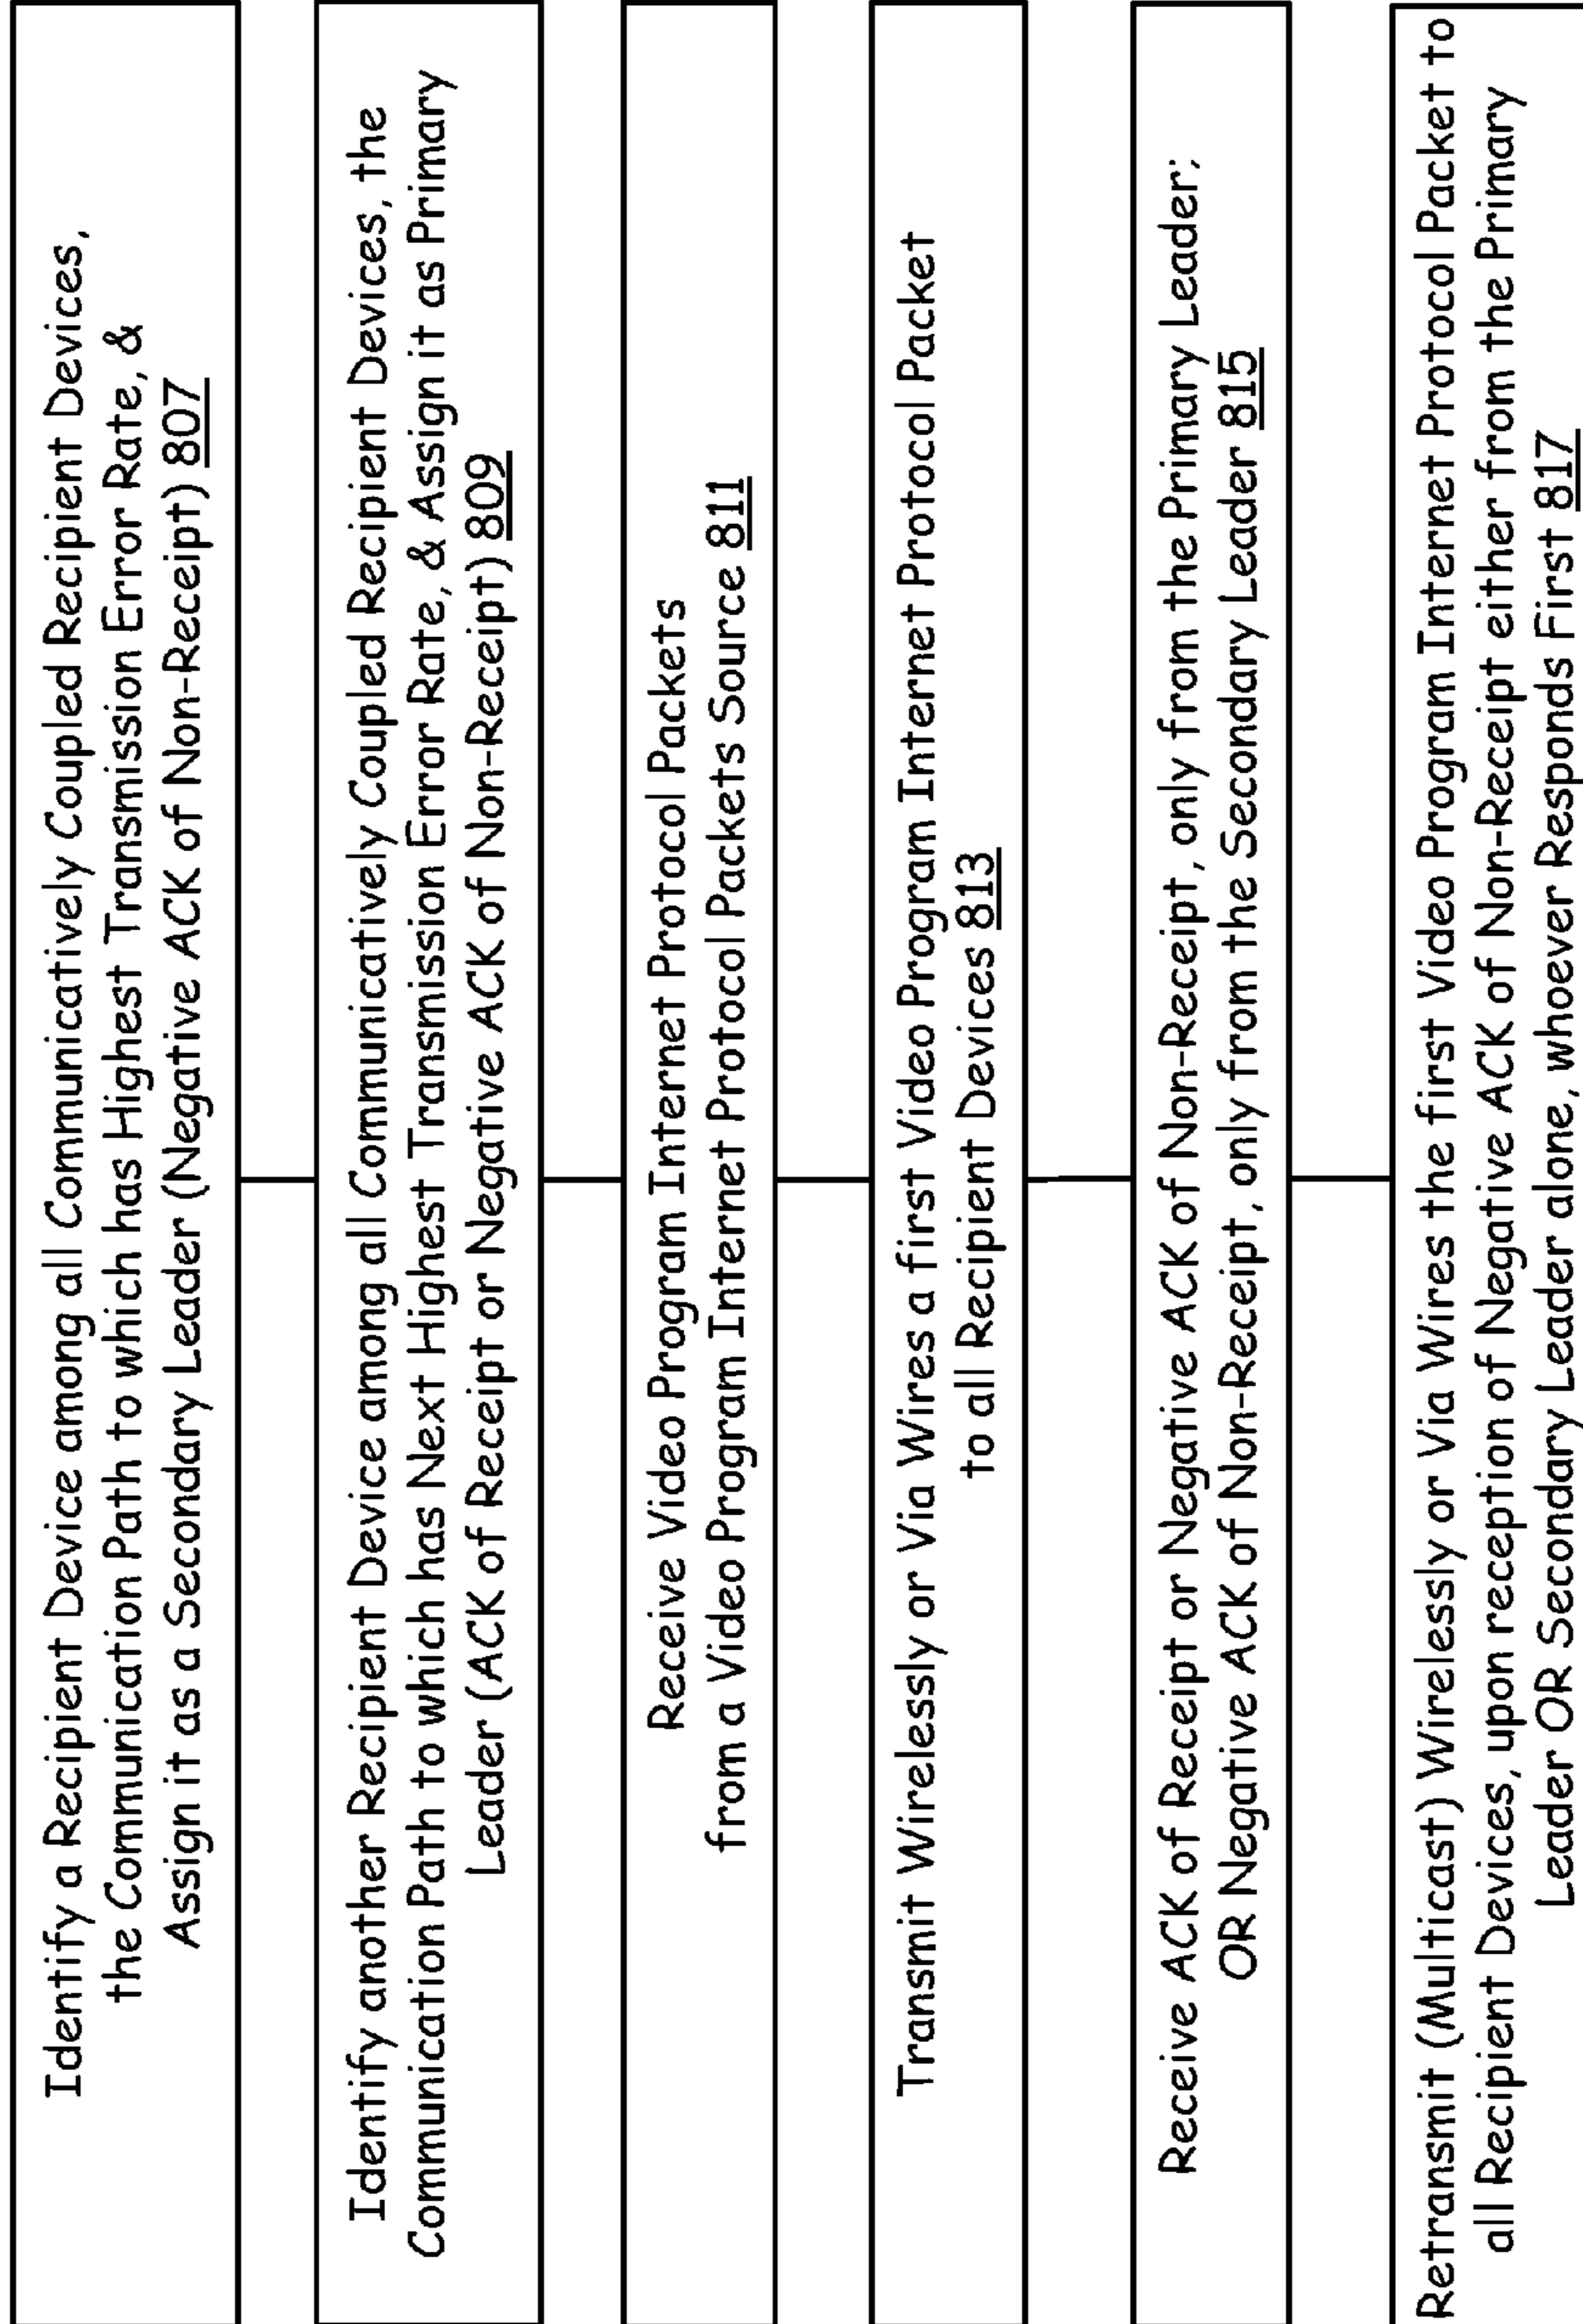 Identify a Recipient Device among all Communicatively Coupled Recipient Devices,
the Communication Path to which has Highest Transmission Error Rate, &
Assign it as a Secondary Leader (Negative ACK of Non-Receipt) 807
Identify another Recipient Device among all Communicatively Coupled Recipient Devices, the
Communication Path to which has Next Highest Transmission Error Rate, & Assign it as Primary
Leader (ACK of Receipt or Negative ACK of Non-Receipt) 809
Receive Video Program Internet Protocol Packets
from a Video Program Internet Protocol Packets Source 811
Transmit Wirelessly or Via Wires a first Video Program Internet Protocol Packet
to all Recipient Devices 813
Receive ACK of Receipt or Negative ACK of Non-Receipt, only from the Primary Leader;
OR Negative ACK of Non-Receipt, only from the Secondary Leader 815
Retransmit (Multicast) Wirelessly or Via Wires the first Video Program Internet Protocol Packet to
all Recipient Devices, upon reception of Negative ACK of Non-Receipt either from the Primary
Leader OR Secondary Leader alone, whoever Responds First 817